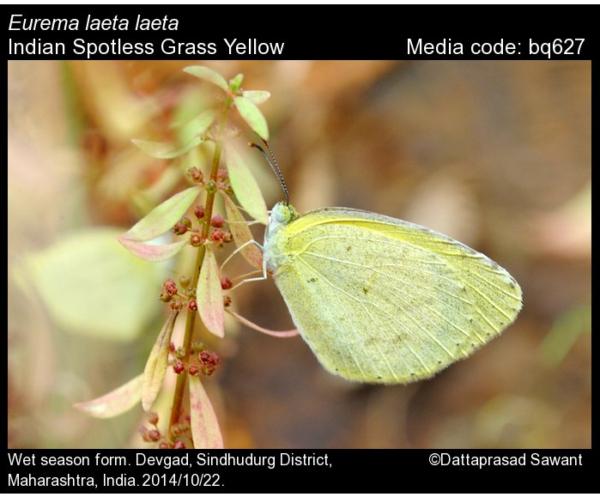 Eurema laeta laeta
Indian Spotless Grass Yellow Media code: bq627
Wet season form. Devgad, Sindhudurg District, ©Dattaprasad Sawant
Maharashtra, India. 2014/10/22.